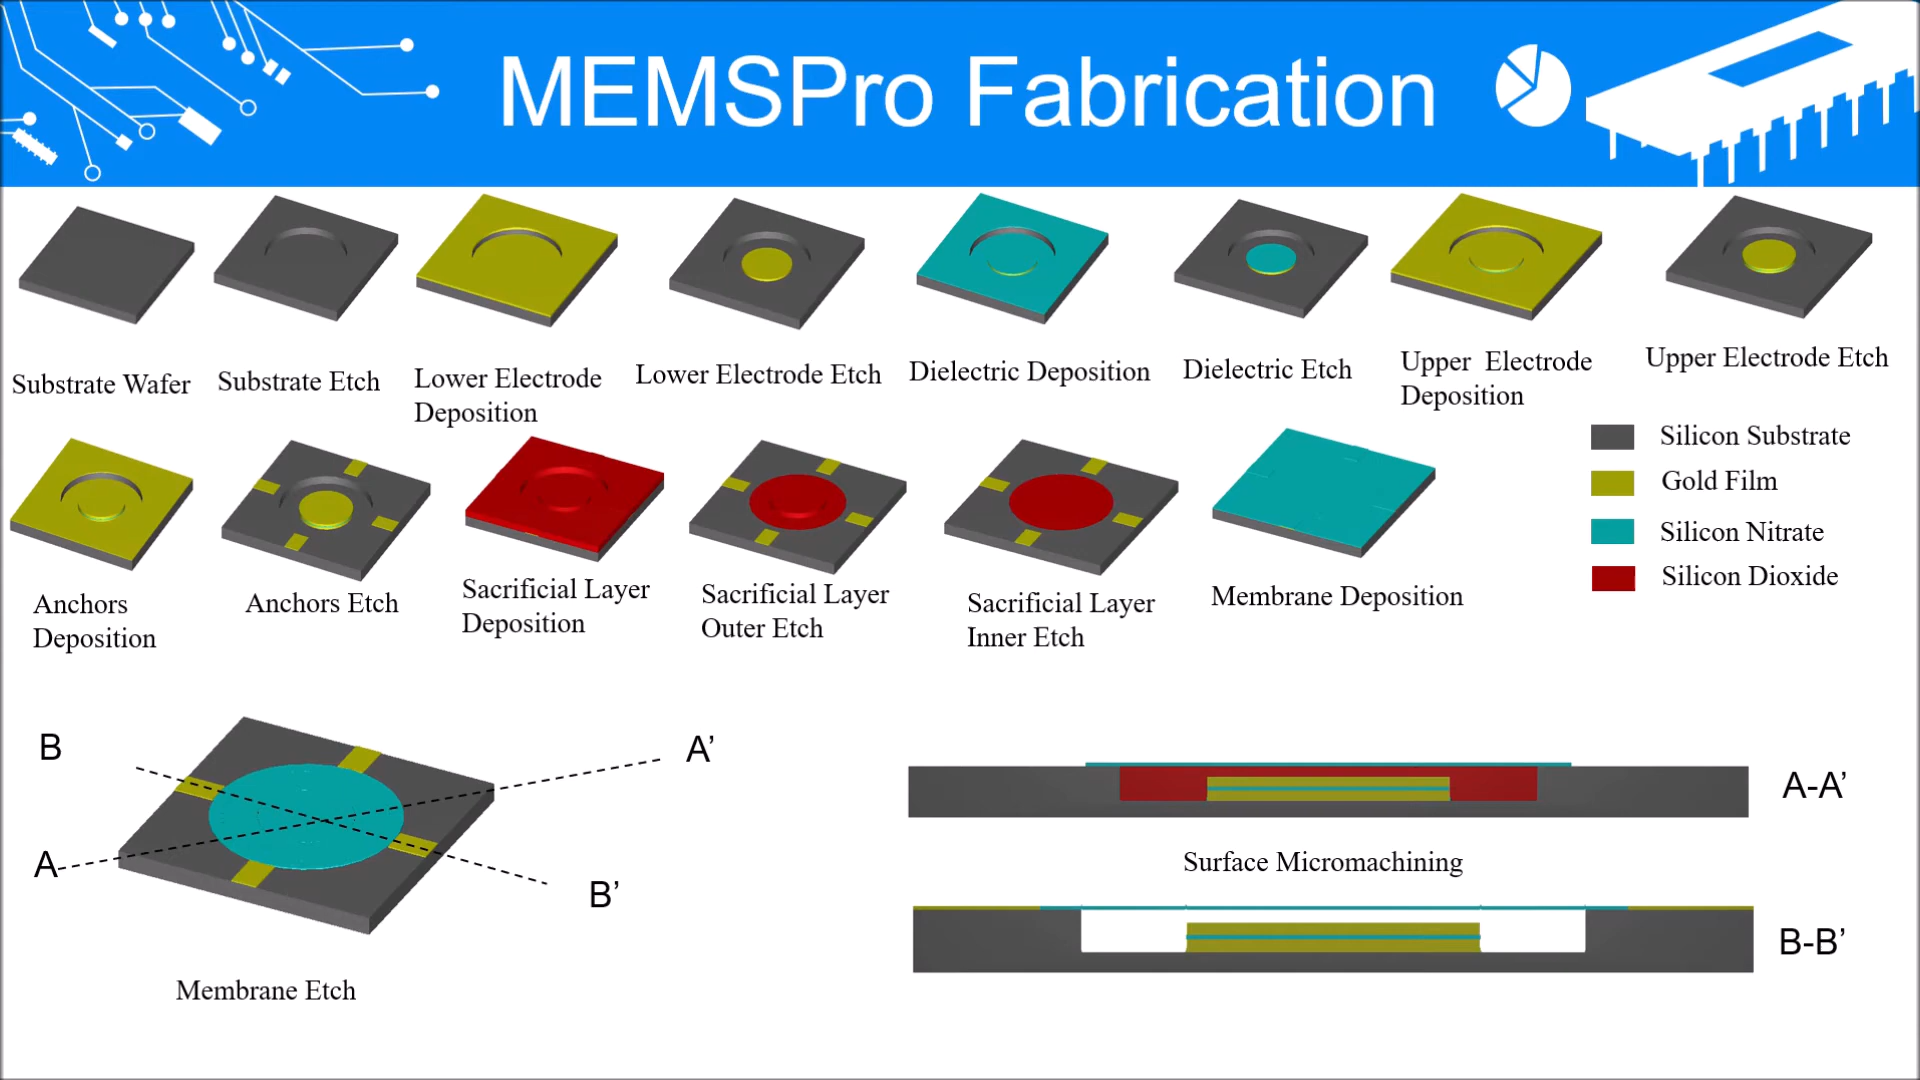 MEMSPro Fabrication
Substrate Wafer
Substrate Etch
Lower Electrode
Deposition
Lower Electrode Etch
Dielectric Deposition
Dielectric Etch
Upper Electrode
Deposition
Upper Electrode Etch
Silicon Substrate
Gold Film
Silicon Nitrate
Silicon Dioxide
Anchors
Deposition
Anchors Etch
Sacrificial Layer
Deposition
Sacrificial Layer
Outer Etch
Sacrificial Layer
Inner Etch
Membrane Deposition
B
A’
A
B’
Membrane Etch
A-A’
Surface Micromachining
B-B’